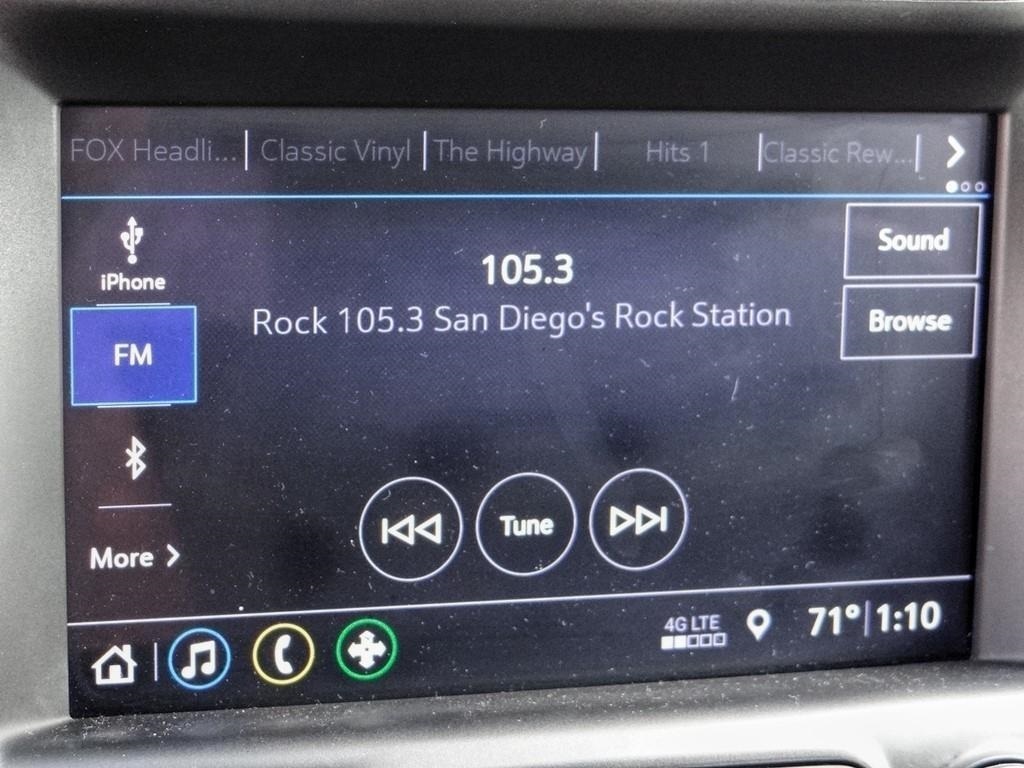 FOX Headli... Classic Vinyl The Highway Hits 1 Classic Rew...
iPhone
105.3
Sound
Rock 105.3 San Diego's Rock Station
Browse
FM
Tune
More >
4G LTE
71° 1:10